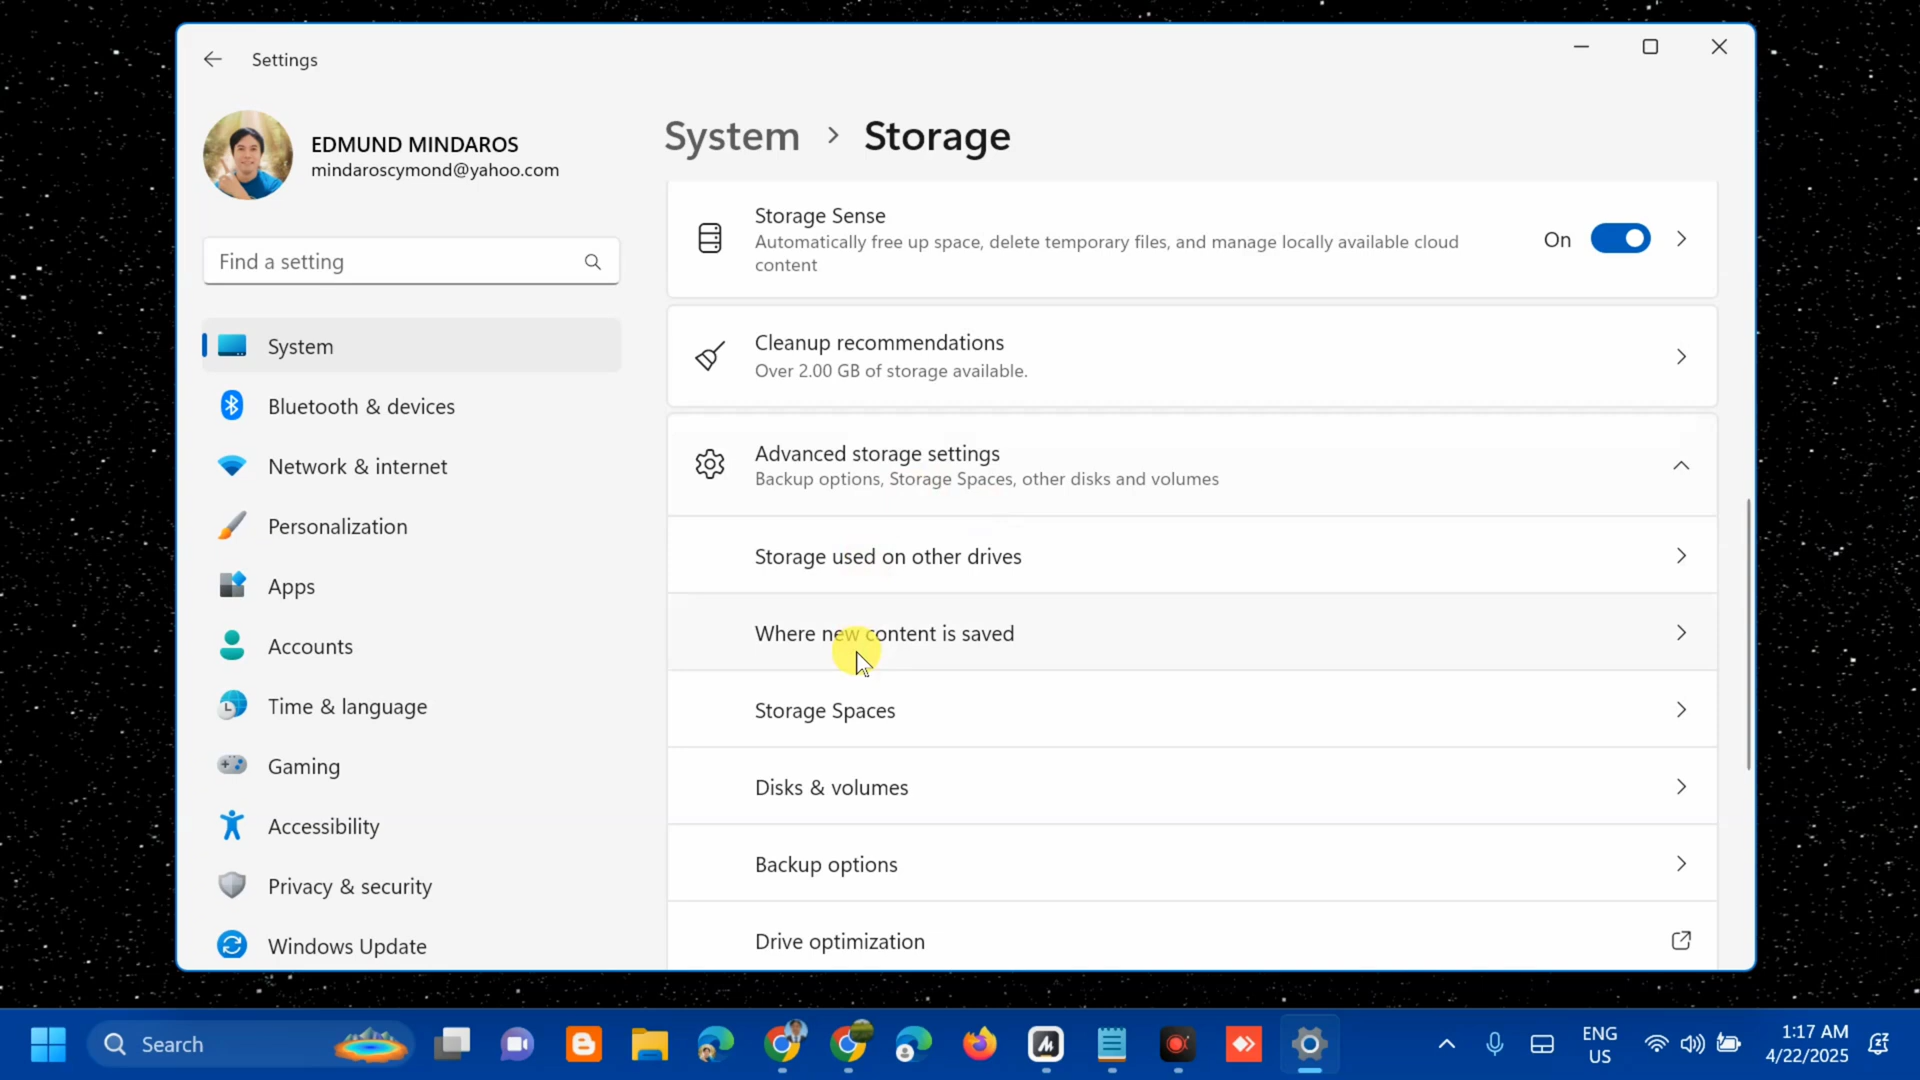 Settings
EDMUND MINDAROS
mindaroscymond@yahoo.com
Find a setting
System
Bluetooth & devices
Network & internet
Personalization
Apps
Accounts
Time & language
Gaming
Accessibility
Privacy & security
Windows Update
System > Storage
Storage Sense
Automatically free up space, delete temporary files, and manage locally available cloud
content
On
Cleanup recommendations
Over 2.00 GB of storage available.
Advanced storage settings
Backup options, Storage Spaces, other disks and volumes
Storage used on other drives
Where new content is saved
Storage Spaces
Disks & volumes
Backup options
Drive optimization
Search
ENG
US
1:17 AM
4/22/2025